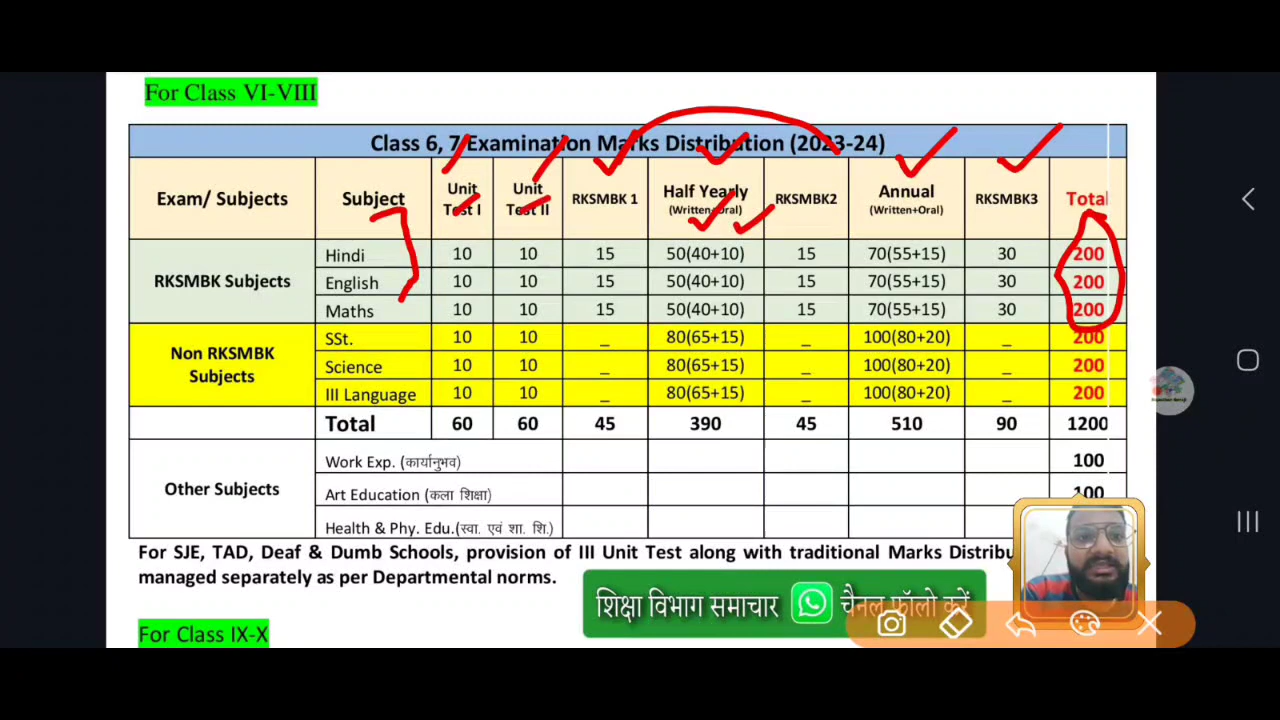 For Class VI-VIII
Class 6, 7 Examination Marks Distribution (2023-24)
Exam/ Subjects Subject Unit Test I Unit Test II RKSMBK 1 Half Yearly (Written+Oral) RKSMBK2 Annual (Written+Oral) RKSMBK3 Total
RKSMBK Subjects Hindi 10 10 15 50(40+10) 15 70(55+15) 30 200
English 10 10 15 50(40+10) 15 70(55+15) 30 200
Maths 10 10 15 50(40+10) 15 70(55+15) 30 200
Non RKSMBK Subjects SSt. 10 10 _ 80(65+15) _ 100(80+20) _ 200
Science 10 10 _ 80(65+15) _ 100(80+20) _ 200
III Language 10 10 _ 80(65+15) _ 100(80+20) _ 200
Total 60 60 45 390 45 510 90 1200
Other Subjects Work Exp. (कार्यानुभव) 100
Art Education (कला शिक्षा) 100
Health & Phy. Edu.(स्वा. एवं शा. शि.)
For SJE, TAD, Deaf & Dumb Schools, provision of III Unit Test along with traditional Marks
managed separately as per Departmental norms.
शिक्षा विभाग समाचार चैनल फॉलो करें
For Class IX-X